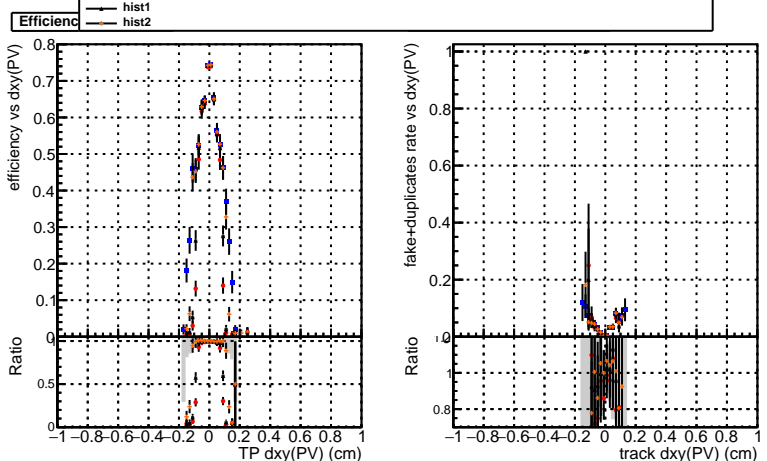 hist1
Efficienc
hist2
efficiency vs dxy(PV)
0.8
0.7
0.6
0.5
0.4
0.3
0.2
0.1
0
Ratio
1
0.5
0
−1 −0.8−0.6−0.4−0.2 0 0.2 0.4 0.6 0.8 1
TP dxy(PV) (cm)
fake+duplicates rate vs dxy(PV)
1
0.8
0.6
0.4
0.2
Ratio
1
0.8
−1 −0.8−0.6−0.4−0.2 0 0.2 0.4 0.6 0.8 1
track dxy(PV) (cm)